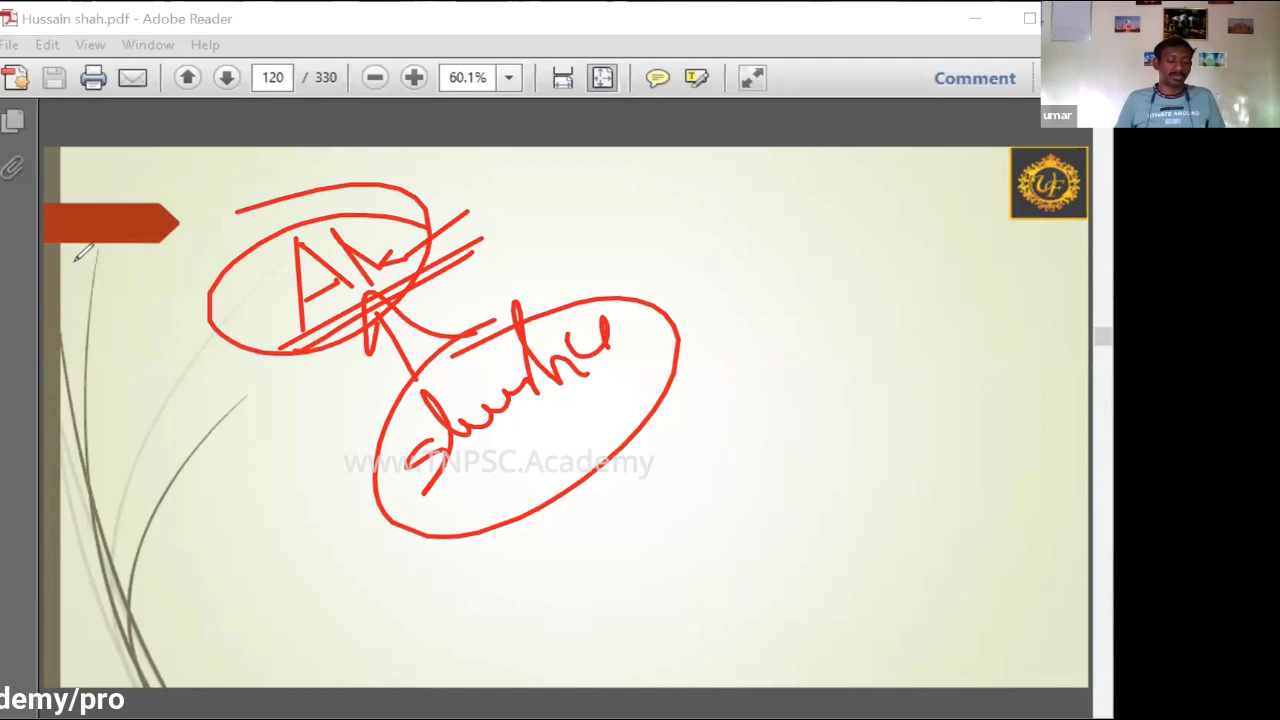 Hussain shah.pdf - Adobe Reader
File Edit View Window Help
120 / 330 60.1% Comment
umar
UF
www.TNPSC.Academy
demy/pro